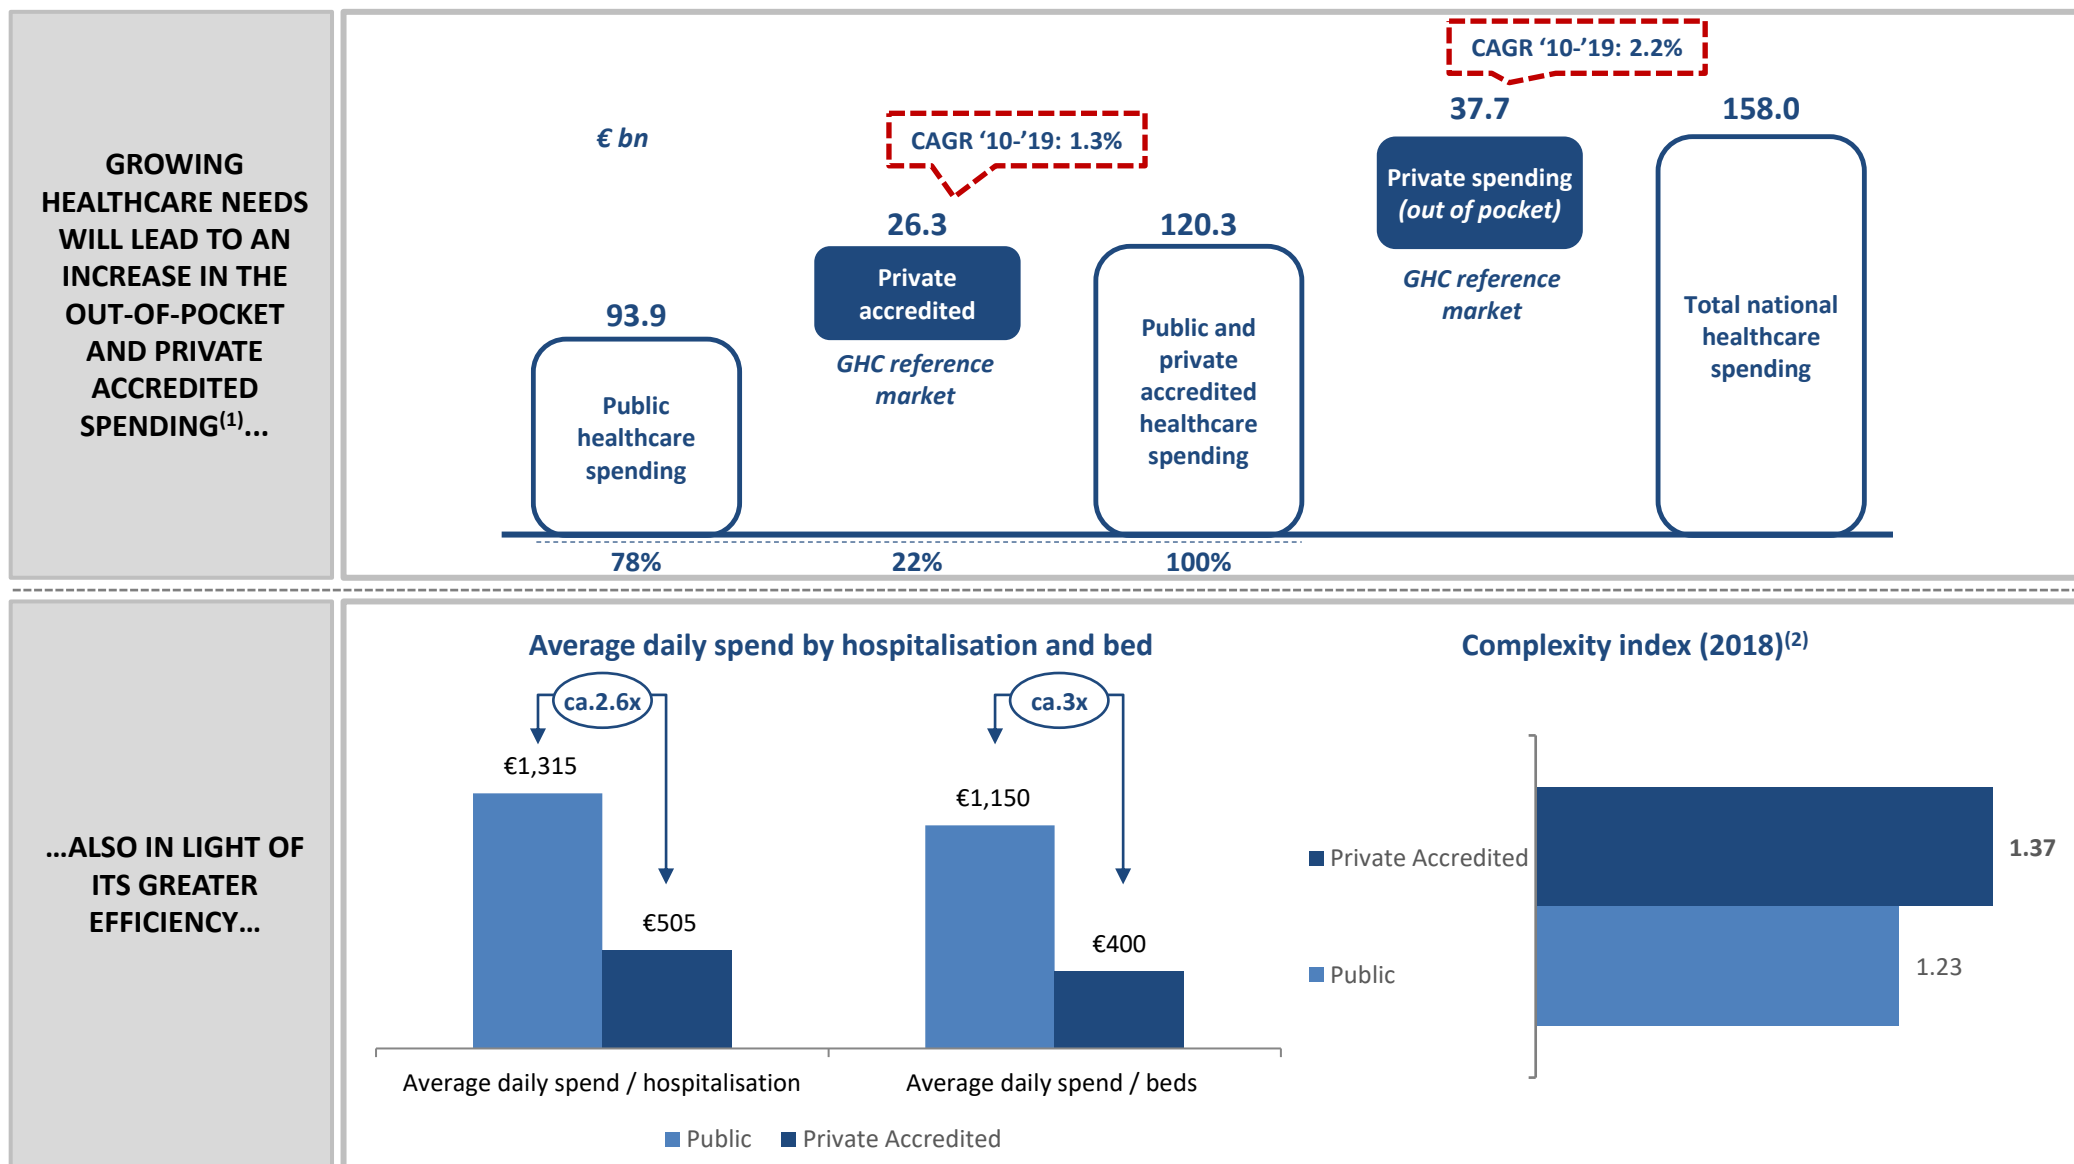 GROWING
HEALTHCARE NEEDS
WILL LEAD TO AN
INCREASE IN THE
OUT-OF-POCKET
AND PRIVATE
ACCREDITED
SPENDING(1)...
€ bn
CAGR ‘10-’19: 1.3%
CAGR ‘10-’19: 2.2%
93.9
Public
healthcare
spending
26.3
Private
accredited
GHC reference
market
120.3
Public and
private
accredited
healthcare
spending
37.7
Private spending
(out of pocket)
GHC reference
market
158.0
Total national
healthcare
spending
78%
22%
100%
...ALSO IN LIGHT OF
ITS GREATER
EFFICIENCY...
Average daily spend by hospitalisation and bed
ca.2.6x
ca.3x
€1,315
€505
€1,150
€400
Average daily spend / hospitalisation
Average daily spend / beds
Public
Private Accredited
Complexity index (2018)(2)
Private Accredited
1.37
Public
1.23